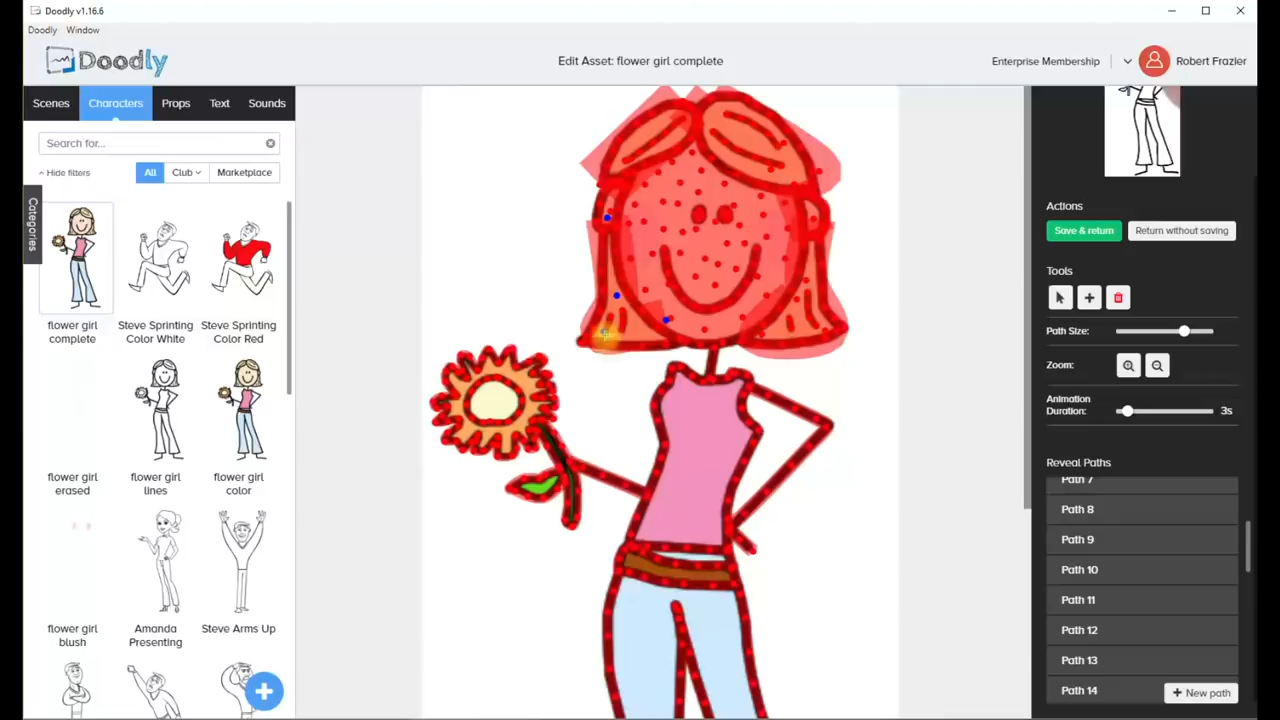 Doodly v1.16.6
Doodly Window
Doodly
Edit Asset: flower girl complete
Enterprise Membership
Robert Frazier
Scenes Characters Props Text Sounds
Search for...
Hide filters
All Club Marketplace
Categories
flower girl complete
Steve Sprinting Color White
Steve Sprinting Color Red
flower girl erased
flower girl lines
flower girl color
flower girl blush
Amanda Presenting
Steve Arms Up
Actions
Save & return Return without saving
Tools
Path Size:
Zoom:
Animation
Duration: 3s
Reveal Paths
Path 7
Path 8
Path 9
Path 10
Path 11
Path 12
Path 13
Path 14
New path